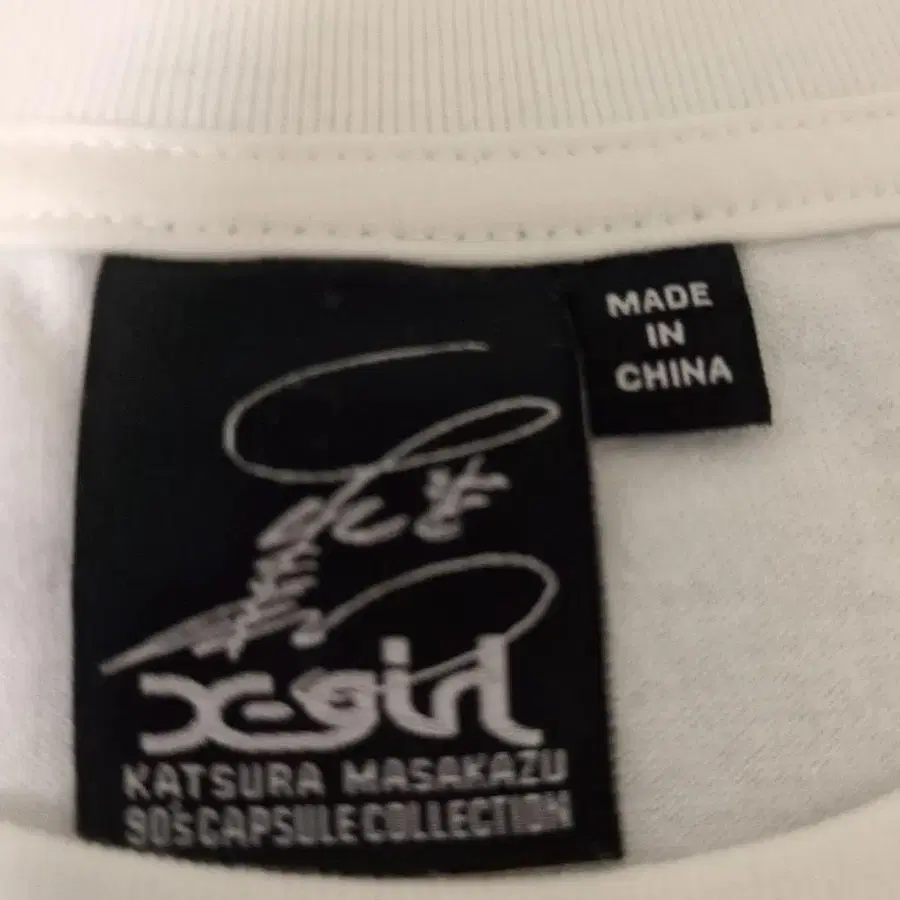 MADE
IN
CHINA
X-girl
KATSURA MASAKAZU
90's CAPSULE COLLECTION